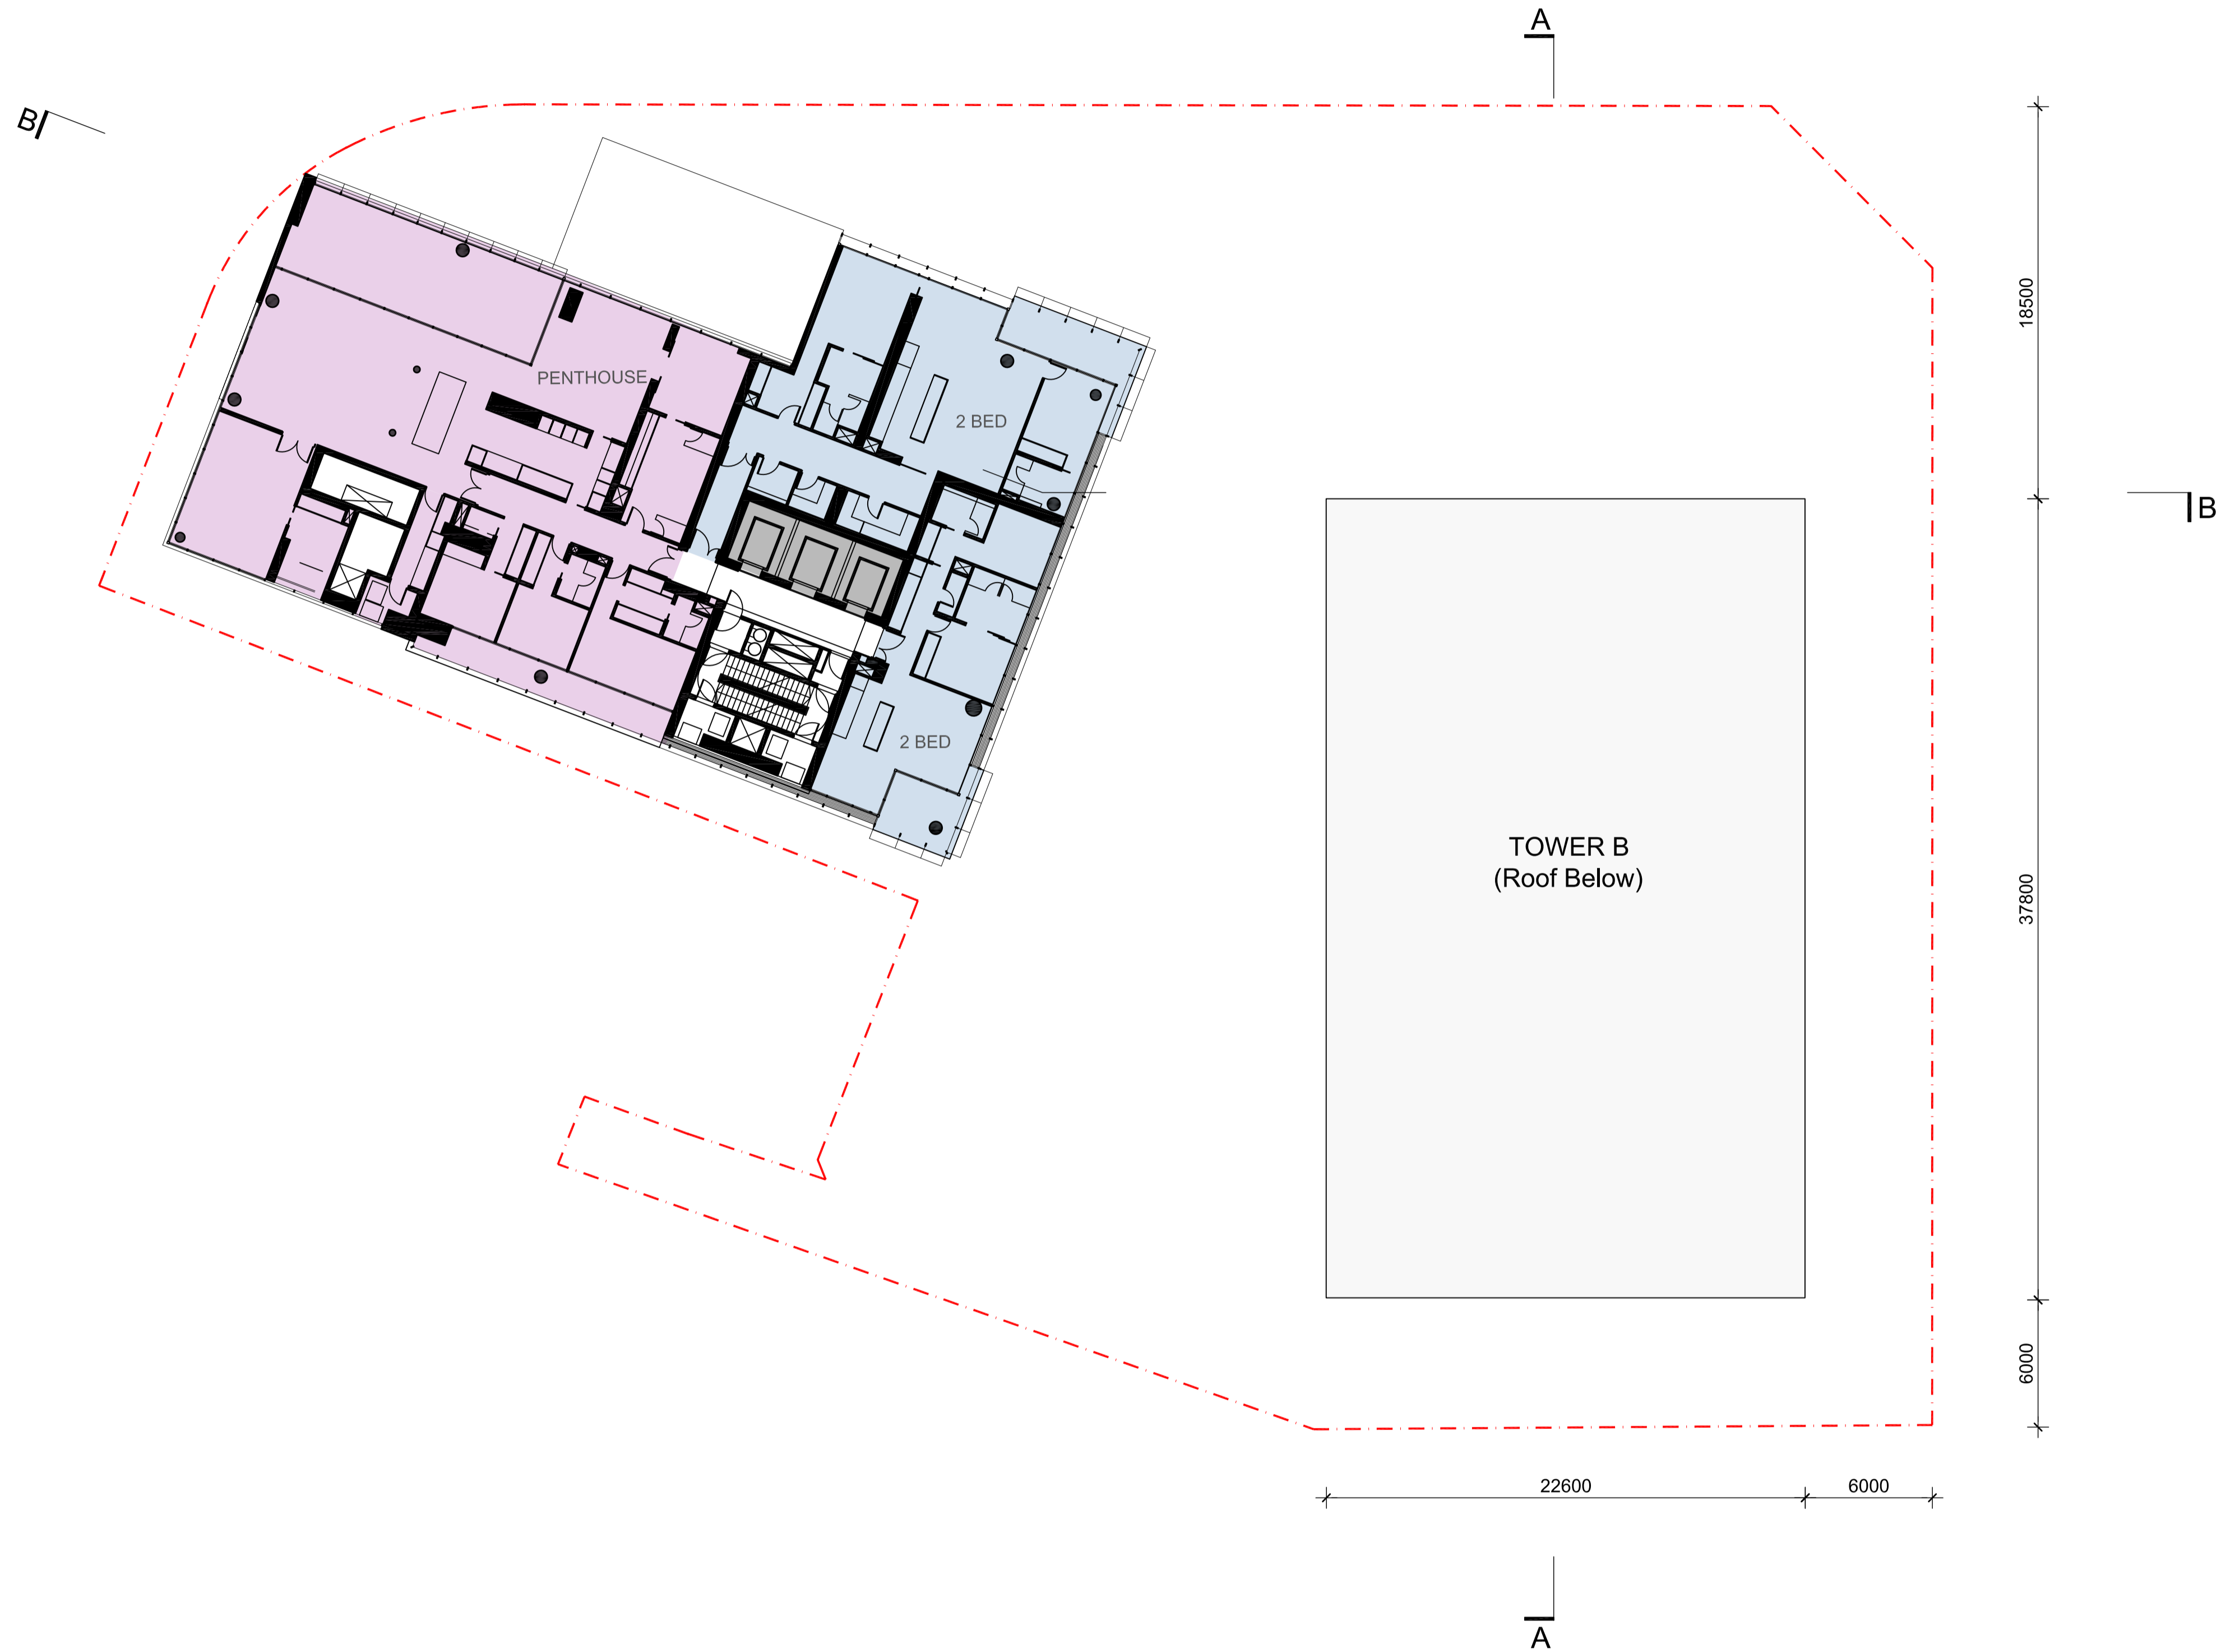 A
B
18500
PENTHOUSE
2 BED
B
2 BED
TOWER B
(Roof Below)
37800
6000
22600
6000
A